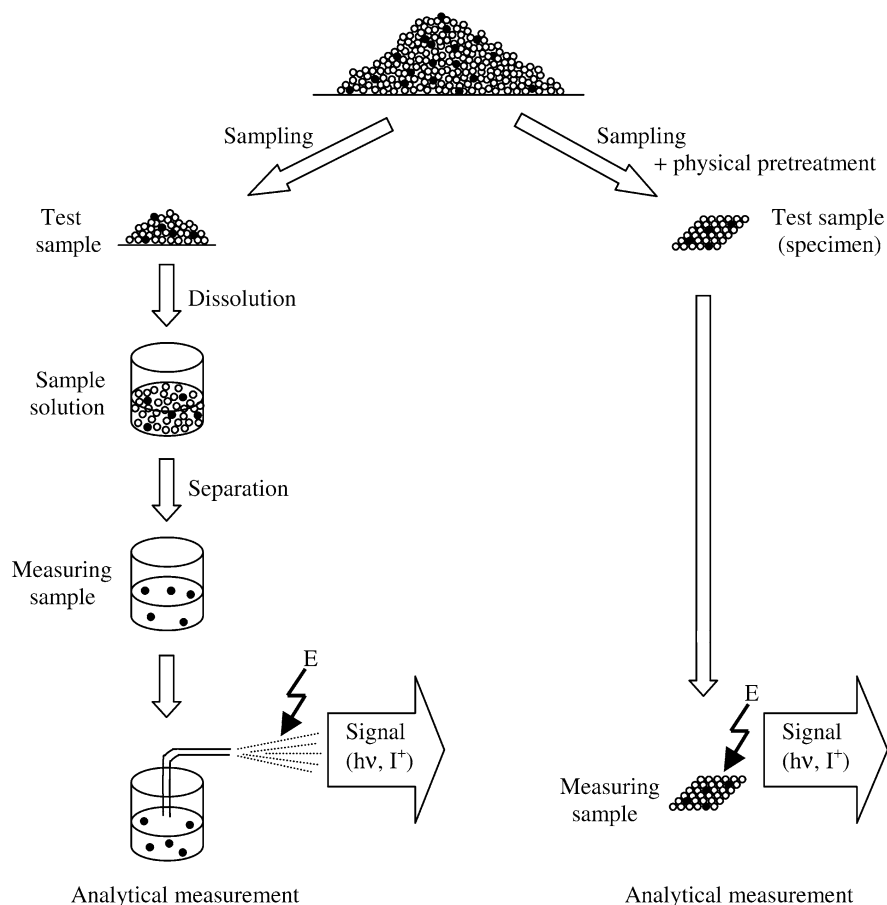 Sampling
Sampling
+ physical pretreatment
Test
sample
Test sample
(specimen)
Dissolution
Sample
solution
Separation
Measuring
sample
E
Signal
(hν, I⁺)
E
Signal
(hν, I⁺)
Measuring
sample
Analytical measurement
Analytical measurement